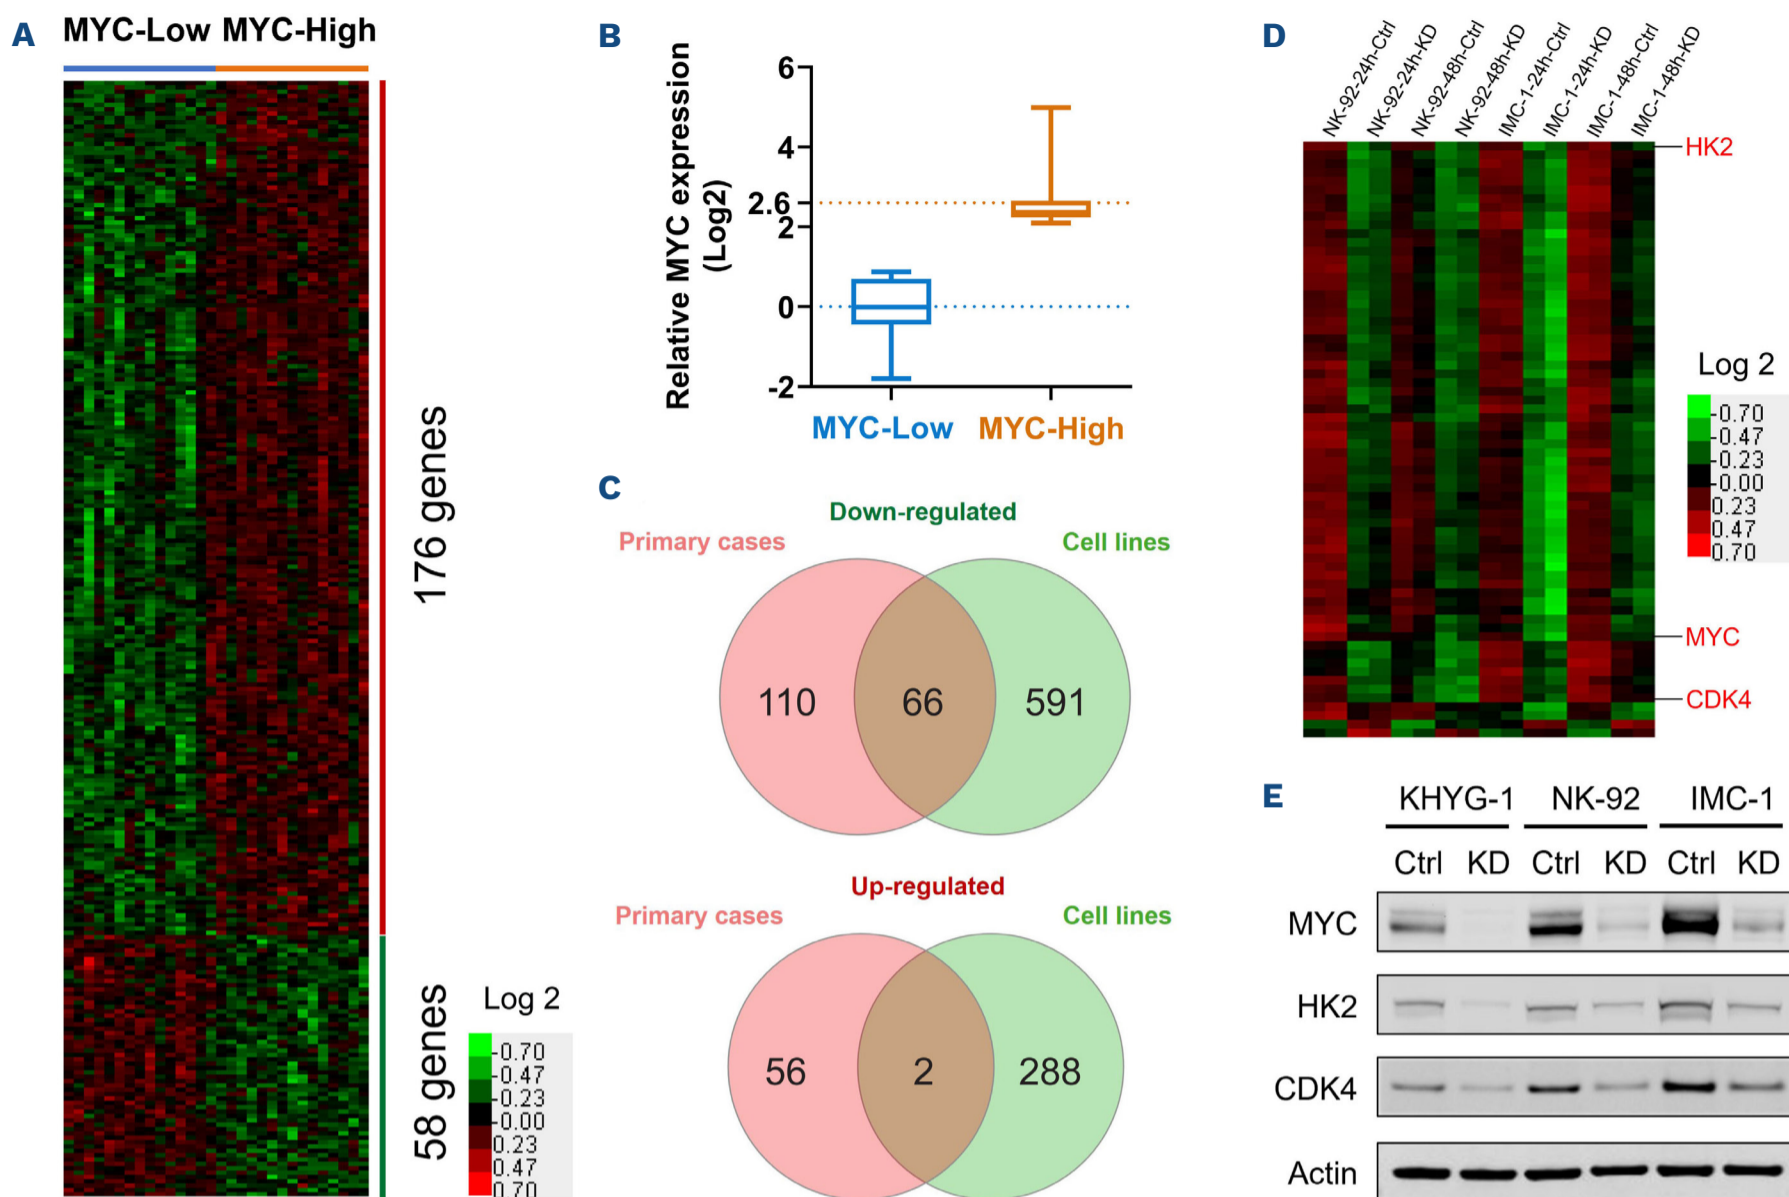 A
MYC-Low MYC-High
176 genes
58 genes
Log 2
-0.70
-0.47
-0.23
-0.00
0.23
0.47
0.70
B
Relative MYC expression
(Log2)
6
4
2.6
2
0
-2
MYC-Low MYC-High
C
Down-regulated
Primary cases Cell lines
110 66 591
Up-regulated
Primary cases Cell lines
56 2 288
D
NK-92-24h-Ctrl
NK-92-24h-KD
NK-92-48h-Ctrl
NK-92-48h-KD
IMC-1-24h-Ctrl
IMC-1-24h-KD
IMC-1-48h-Ctrl
IMC-1-48h-KD
HK2
MYC
CDK4
Log 2
-0.70
-0.47
-0.23
-0.00
0.23
0.47
0.70
E
KHYG-1 NK-92 IMC-1
Ctrl KD Ctrl KD Ctrl KD
MYC
HK2
CDK4
Actin